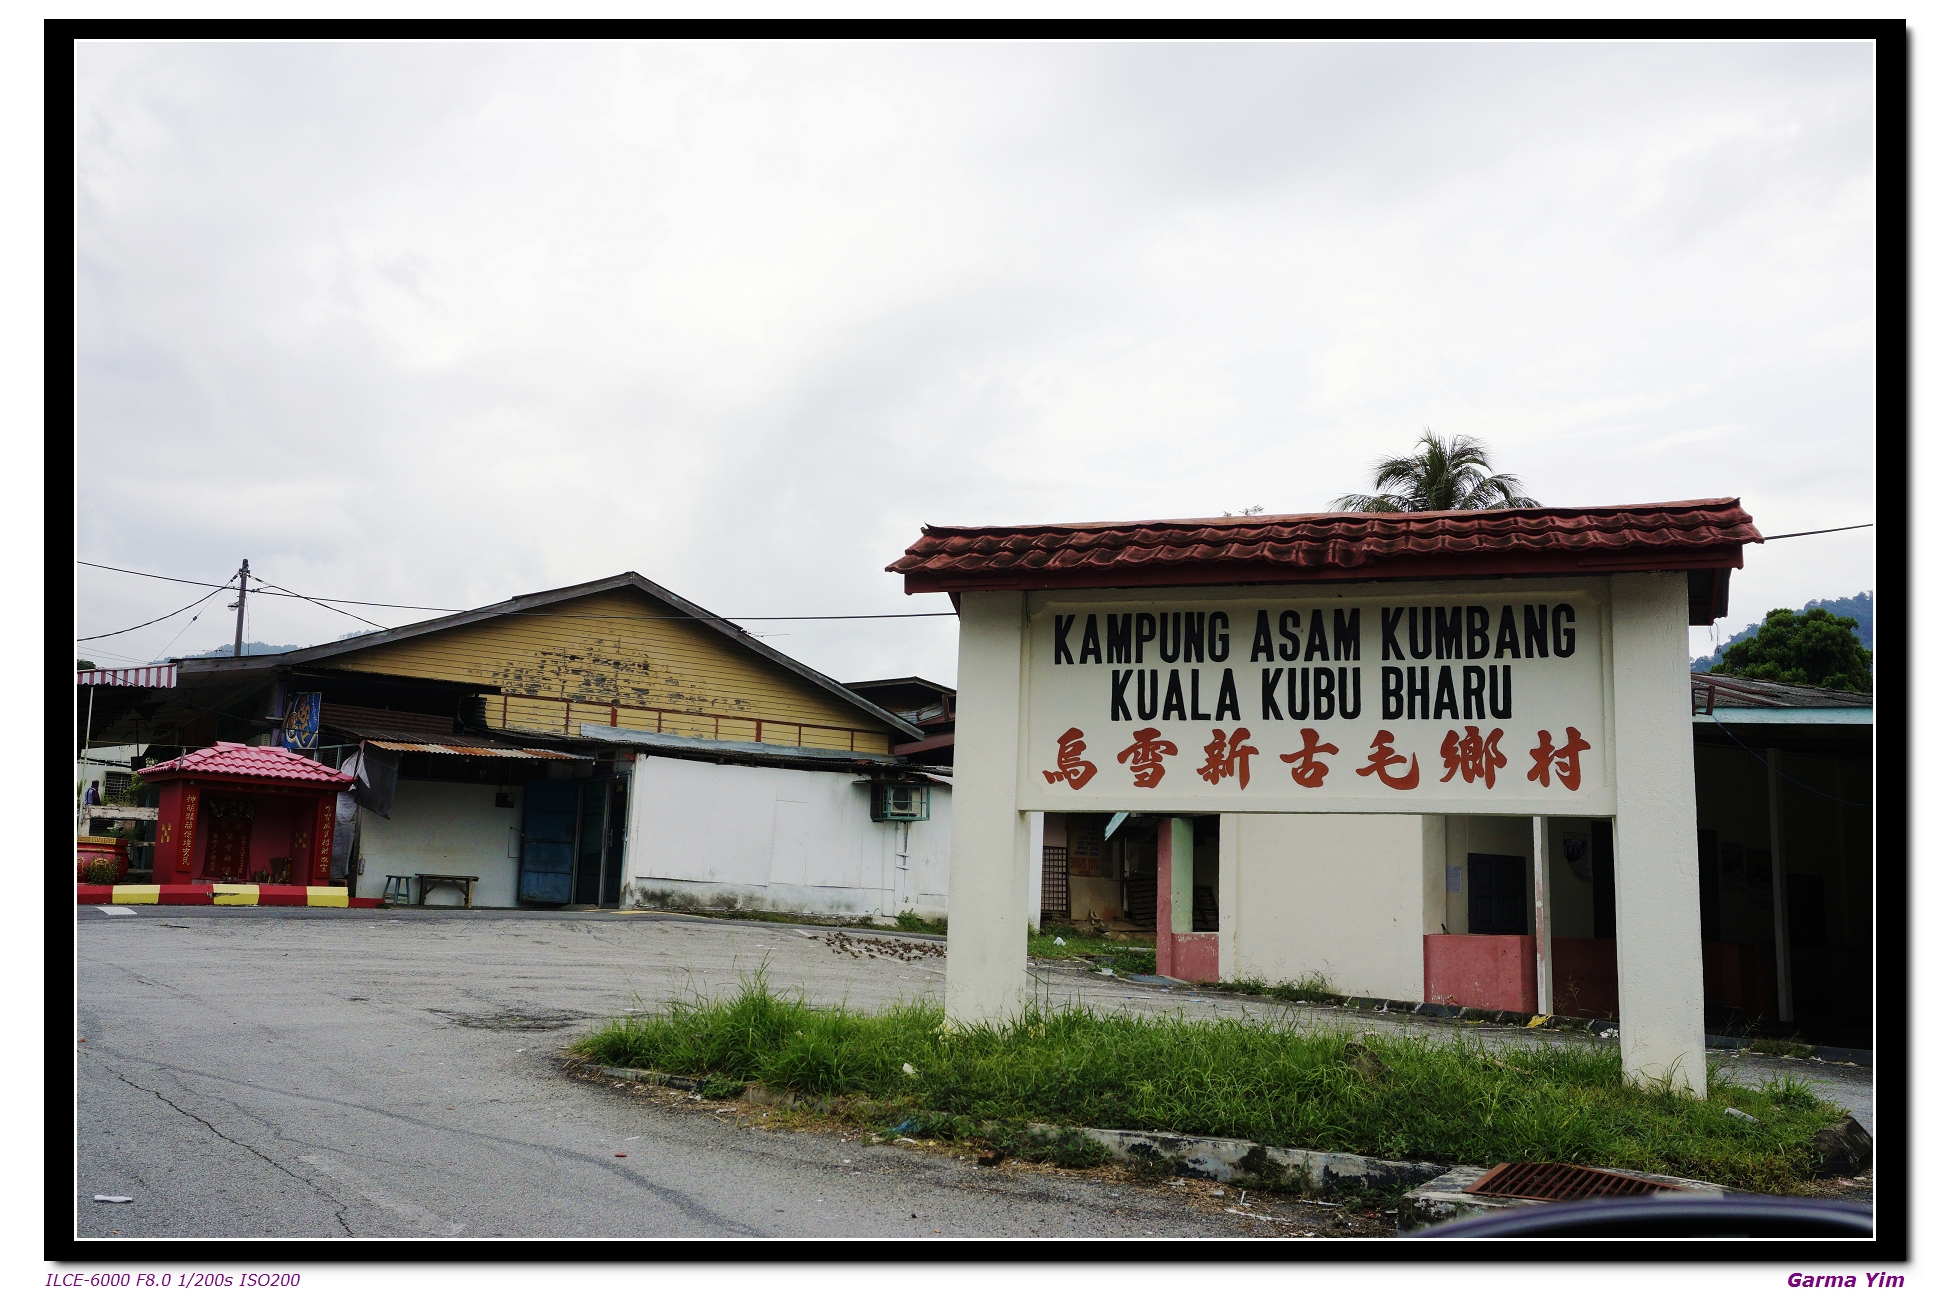 KAMPUNG ASAM KUMBANG
KUALA KUBU BHARU
烏雪新古毛鄉村
ILCE-6000 F8.0 1/200s ISO200
Garma Yim